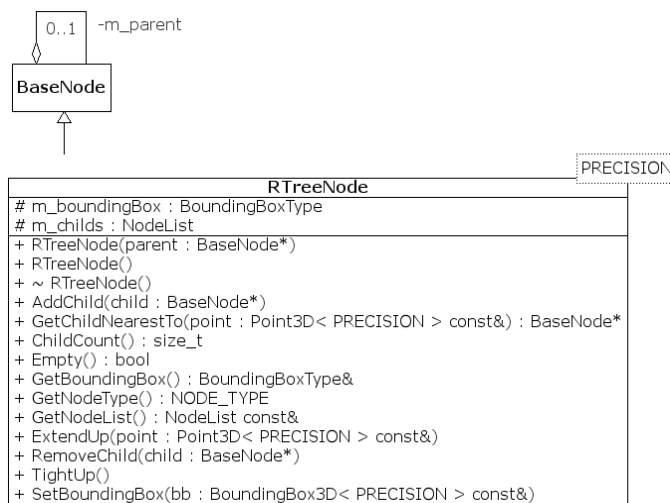 0..1
-m_parent
BaseNode
PRECISION
RTreeNode
# m_boundingBox : BoundingBoxType
# m_childs : NodeList
+ RTreeNode(parent : BaseNode*)
+ RTreeNode()
+ ~ RTreeNode()
+ AddChild(child : BaseNode*)
+ GetChildNearestTo(point : Point3D< PRECISION > const&) : BaseNode*
+ ChildCount() : size_t
+ Empty() : bool
+ GetBoundingBox() : BoundingBoxType&
+ GetNodeType() : NODE_TYPE
+ GetNodeList() : NodeList const&
+ ExtendUp(point : Point3D< PRECISION > const&)
+ RemoveChild(child : BaseNode*)
+ TightUp()
+ SetBoundingBox(bb : BoundingBox3D< PRECISION > const&)